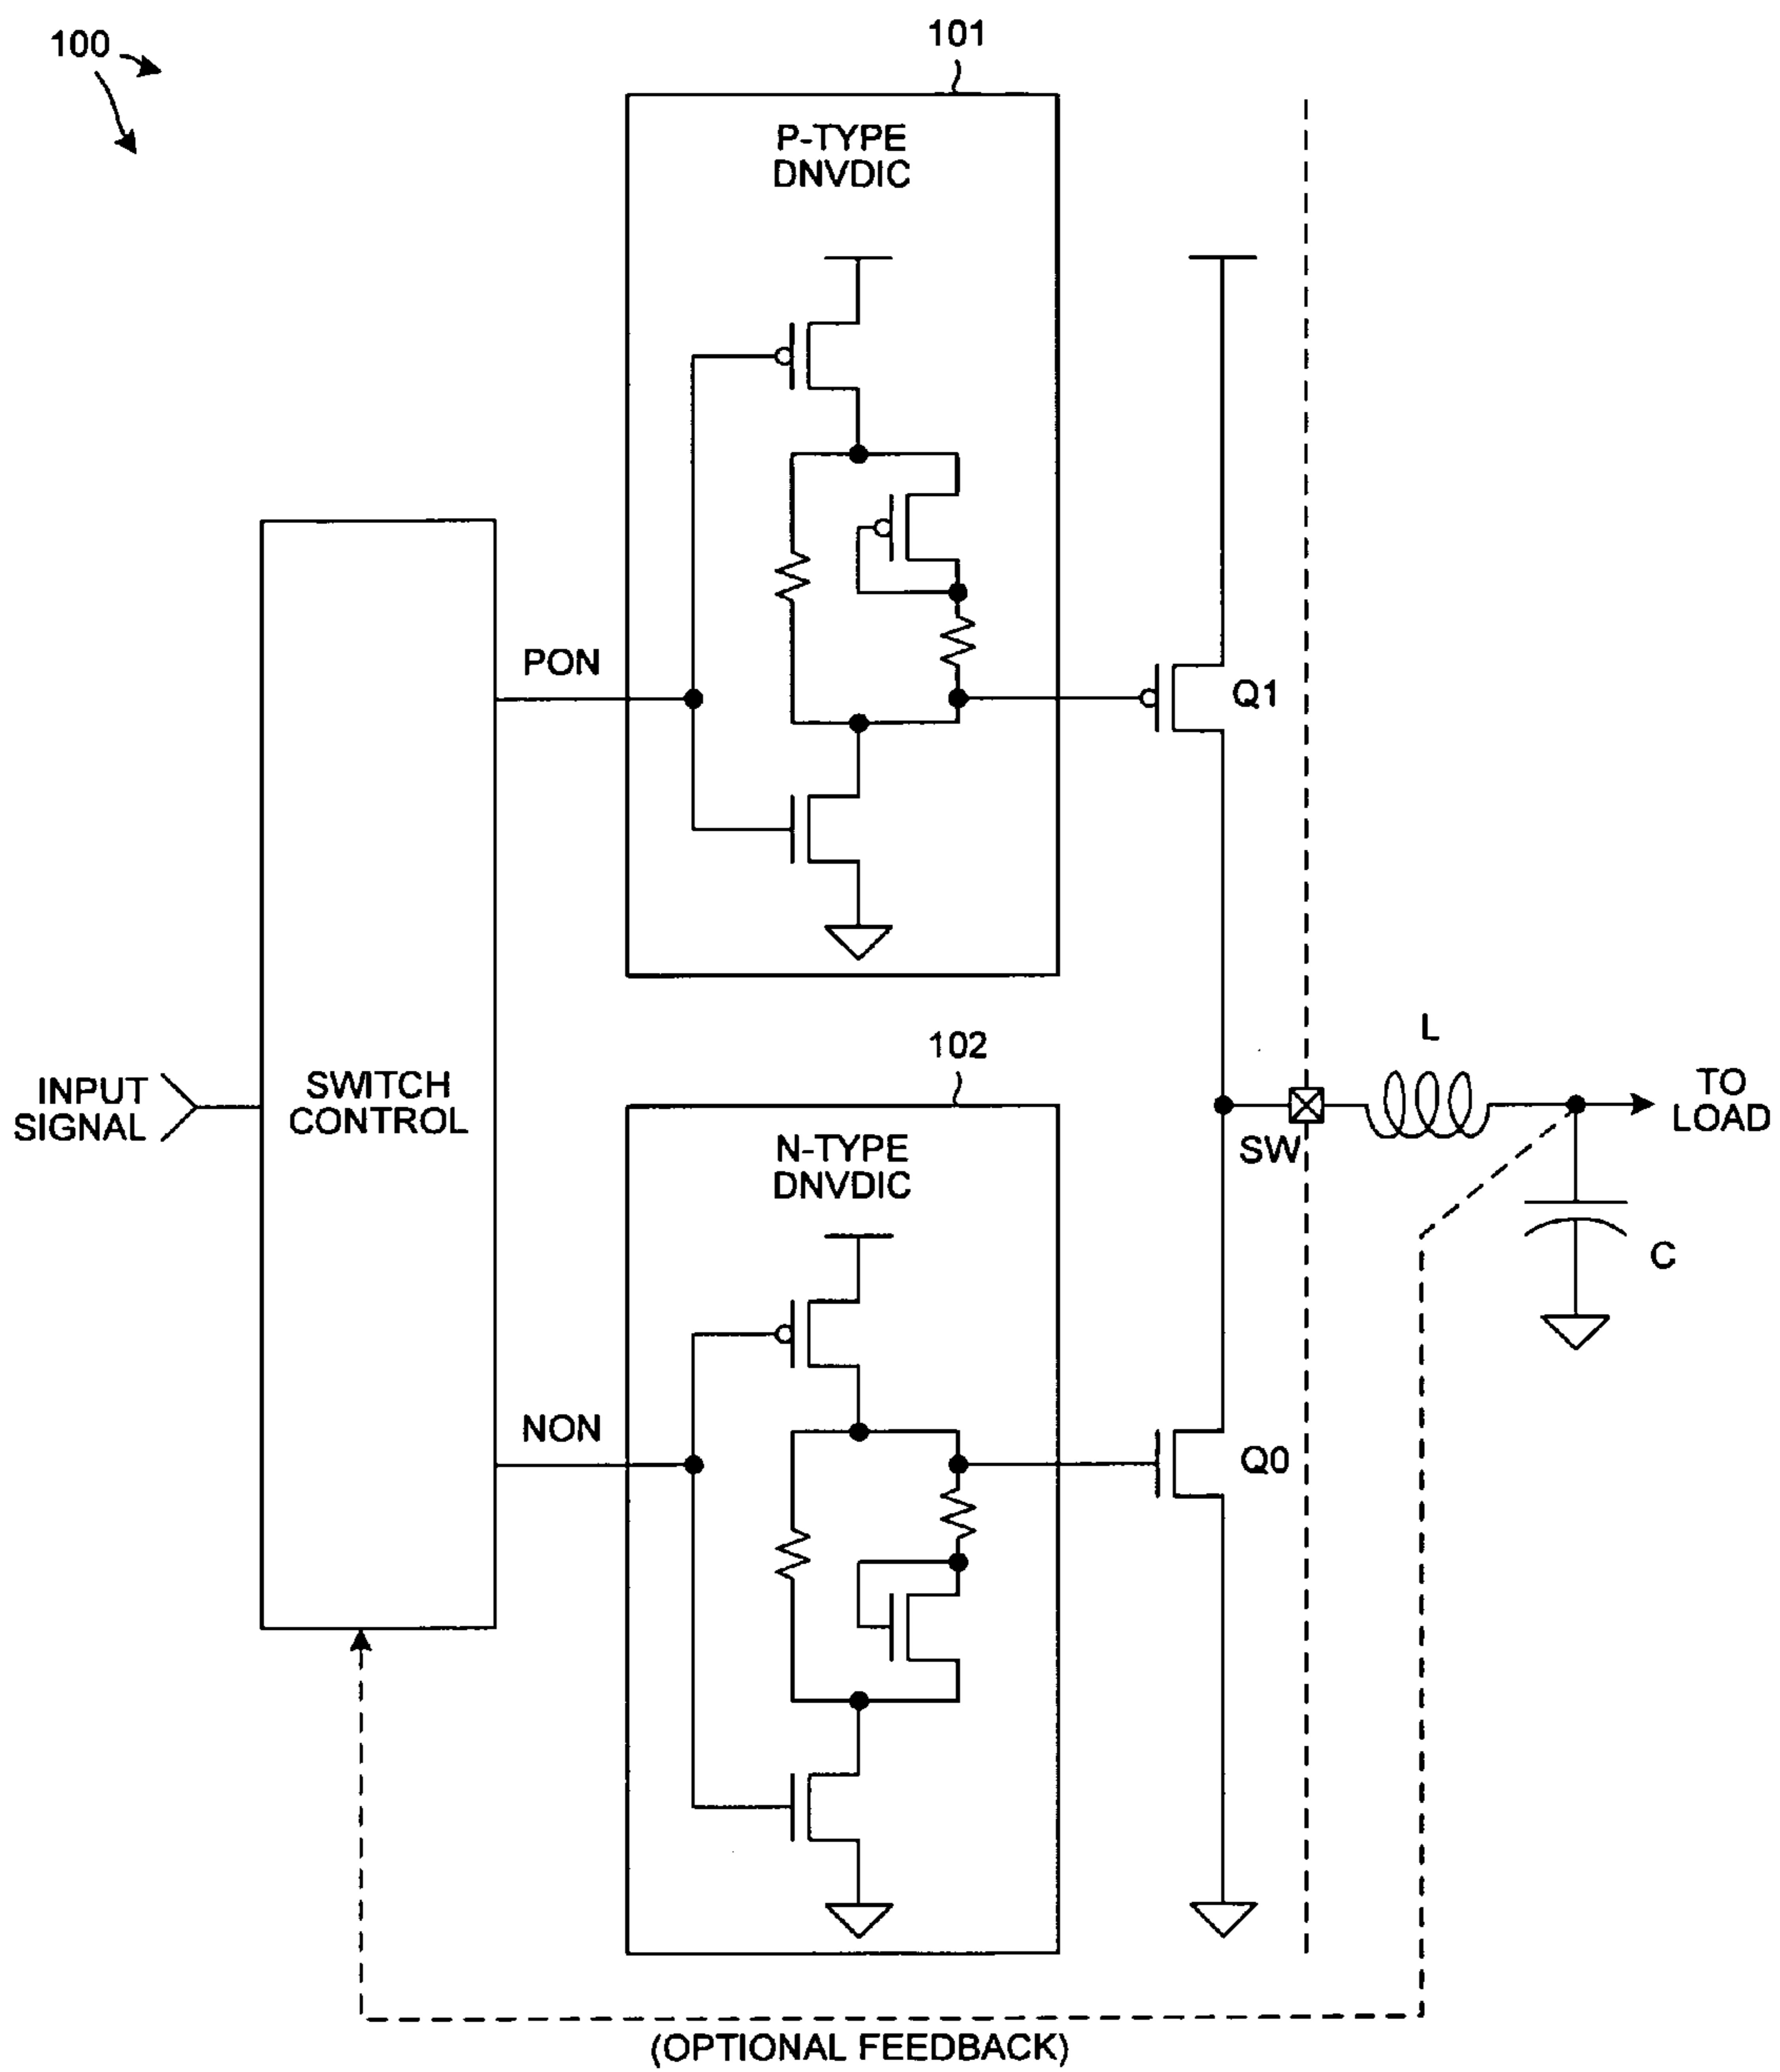 100
101
P-TYPE
DNVDIC
PON
Q1
INPUT
SIGNAL
SWITCH
CONTROL
102
N-TYPE
DNVDIC
SW
L
TO
LOAD
C
NON
Q0
(OPTIONAL FEEDBACK)